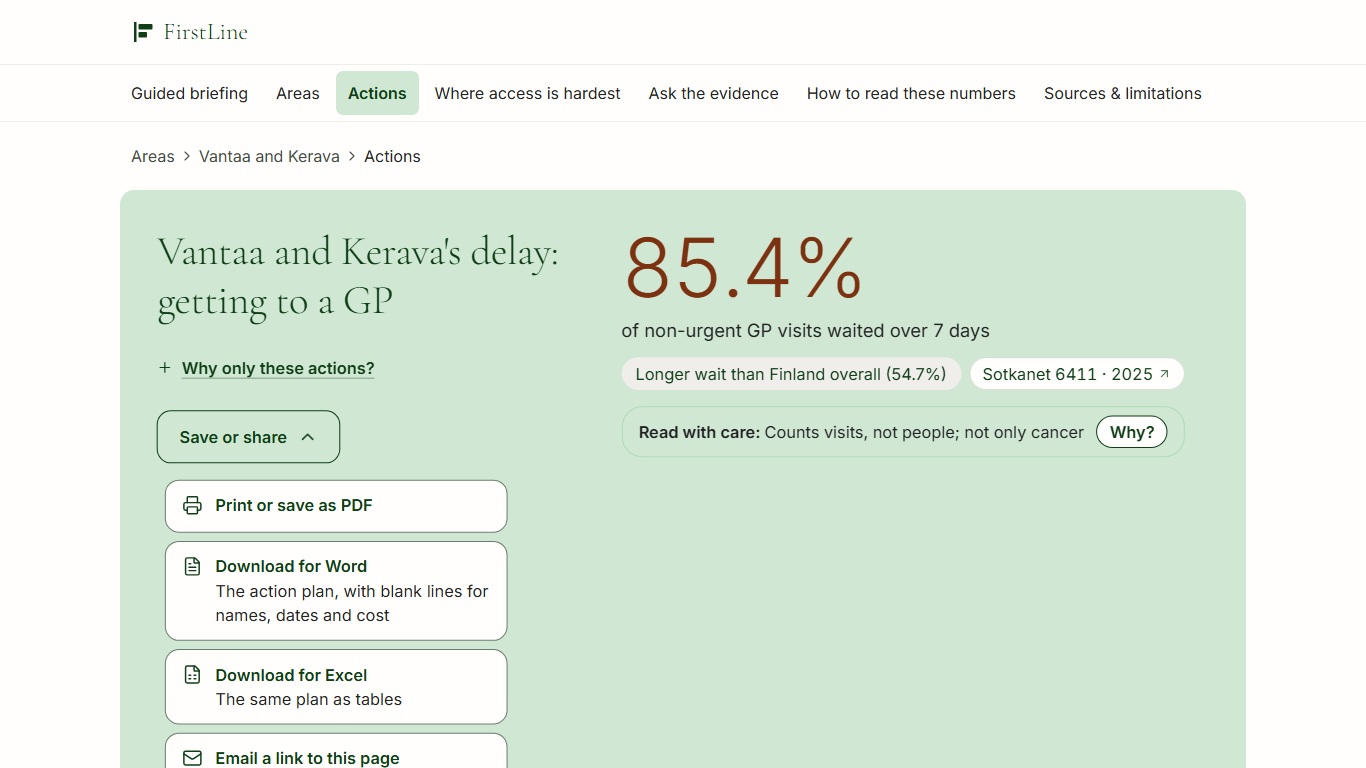 FirstLine
Guided briefing
Areas
Actions
Where access is hardest
Ask the evidence
How to read these numbers
Sources & limitations
Areas > Vantaa and Kerava > Actions
Vantaa and Kerava's delay:
getting to a GP
+ Why only these actions?
Save or share
Print or save as PDF
Download for Word
The action plan, with blank lines for
names, dates and cost
Download for Excel
The same plan as tables
Email a link to this page
85.4%
of non-urgent GP visits waited over 7 days
Longer wait than Finland overall (54.7%)
Sotkanet 6411 · 2025
Read with care: Counts visits, not people; not only cancer
Why?